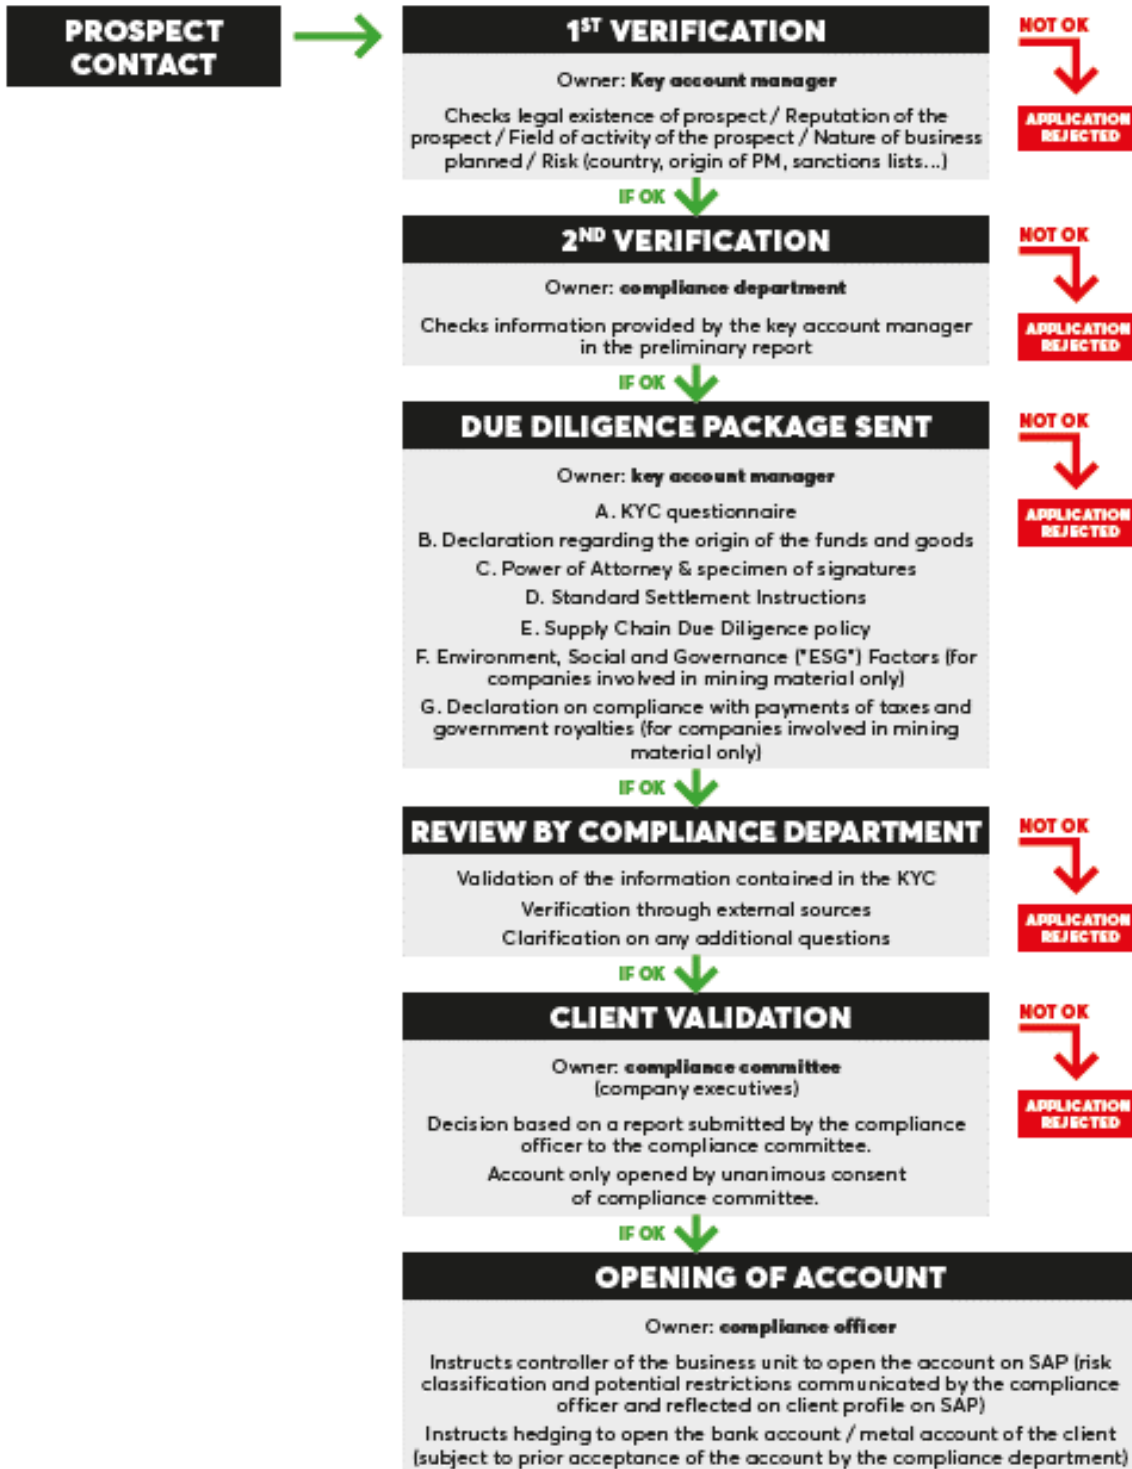 PROSPECT
CONTACT
1ST VERIFICATION
Owner: Key account manager
Checks legal existence of prospect / Reputation of the
prospect / Field of activity of the prospect / Nature of business
planned / Risk (country, origin of PM, sanctions lists...)
NOT OK
APPLICATION
REJECTED
IF OK
2ND VERIFICATION
Owner: compliance department
Checks information provided by the key account manager
in the preliminary report
NOT OK
APPLICATION
REJECTED
IF OK
DUE DILIGENCE PACKAGE SENT
Owner: key account manager
A. KYC questionnaire
B. Declaration regarding the origin of the funds and goods
C. Power of Attorney & specimen of signatures
D. Standard Settlement Instructions
E. Supply Chain Due Diligence policy
F. Environment, Social and Governance ("ESG") Factors (for
companies involved in mining material only)
G. Declaration on compliance with payments of taxes and
government royalties (for companies involved in mining
material only)
NOT OK
APPLICATION
REJECTED
IF OK
REVIEW BY COMPLIANCE DEPARTMENT
Validation of the information contained in the KYC
Verification through external sources
Clarification on any additional questions
NOT OK
APPLICATION
REJECTED
IF OK
CLIENT VALIDATION
Owner: compliance committee
(company executives)
Decision based on a report submitted by the compliance
officer to the compliance committee.
Account only opened by unanimous consent
of compliance committee.
NOT OK
APPLICATION
REJECTED
IF OK
OPENING OF ACCOUNT
Owner: compliance officer
Instructs controller of the business unit to open the account on SAP (risk
classification and potential restrictions communicated by the compliance
officer and reflected on client profile on SAP)
Instructs hedging to open the bank account / metal account of the client
(subject to prior acceptance of the account by the compliance department)